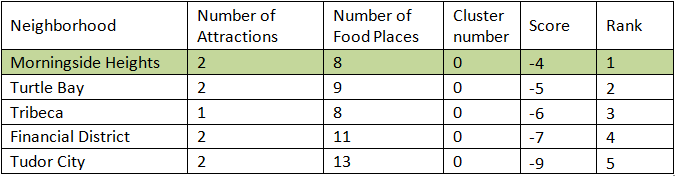 Neighborhood Number of Attractions Number of Food Places Cluster number Score Rank
Morningside Heights 2 8 0 -4 1
Turtle Bay 2 9 0 -5 2
Tribeca 1 8 0 -6 3
Financial District 2 11 0 -7 4
Tudor City 2 13 0 -9 5